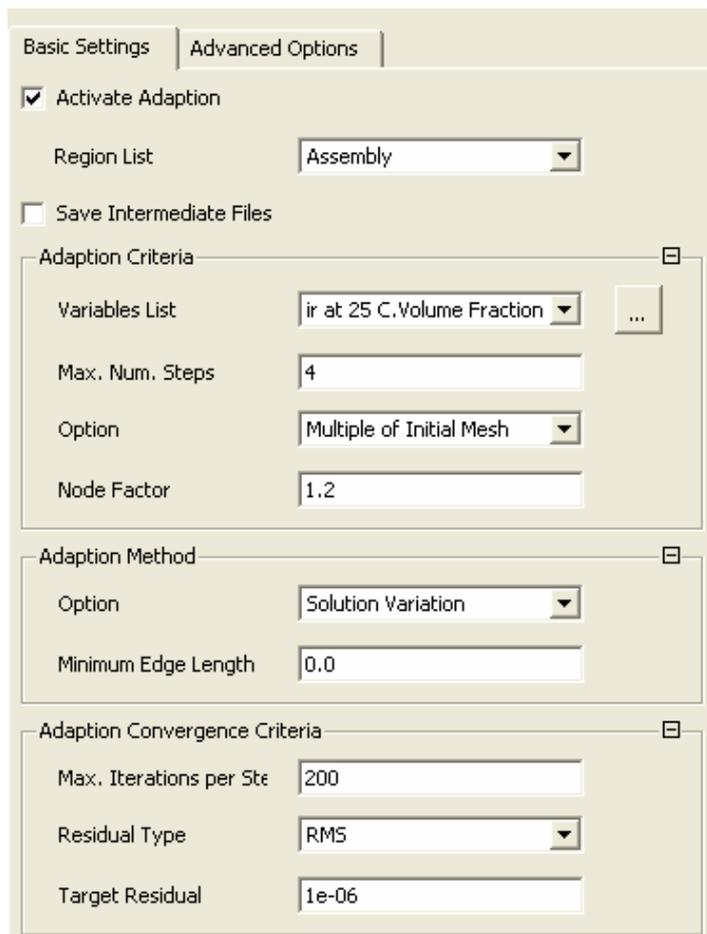 Basic Settings Advanced Options
Activate Adaption
Region List Assembly
Save Intermediate Files
Adaption Criteria
Variables List ir at 25 C.Volume Fraction ...
Max. Num. Steps 4
Option Multiple of Initial Mesh
Node Factor 1.2
Adaption Method
Option Solution Variation
Minimum Edge Length 0.0
Adaption Convergence Criteria
Max. Iterations per Ste 200
Residual Type RMS
Target Residual 1e-06